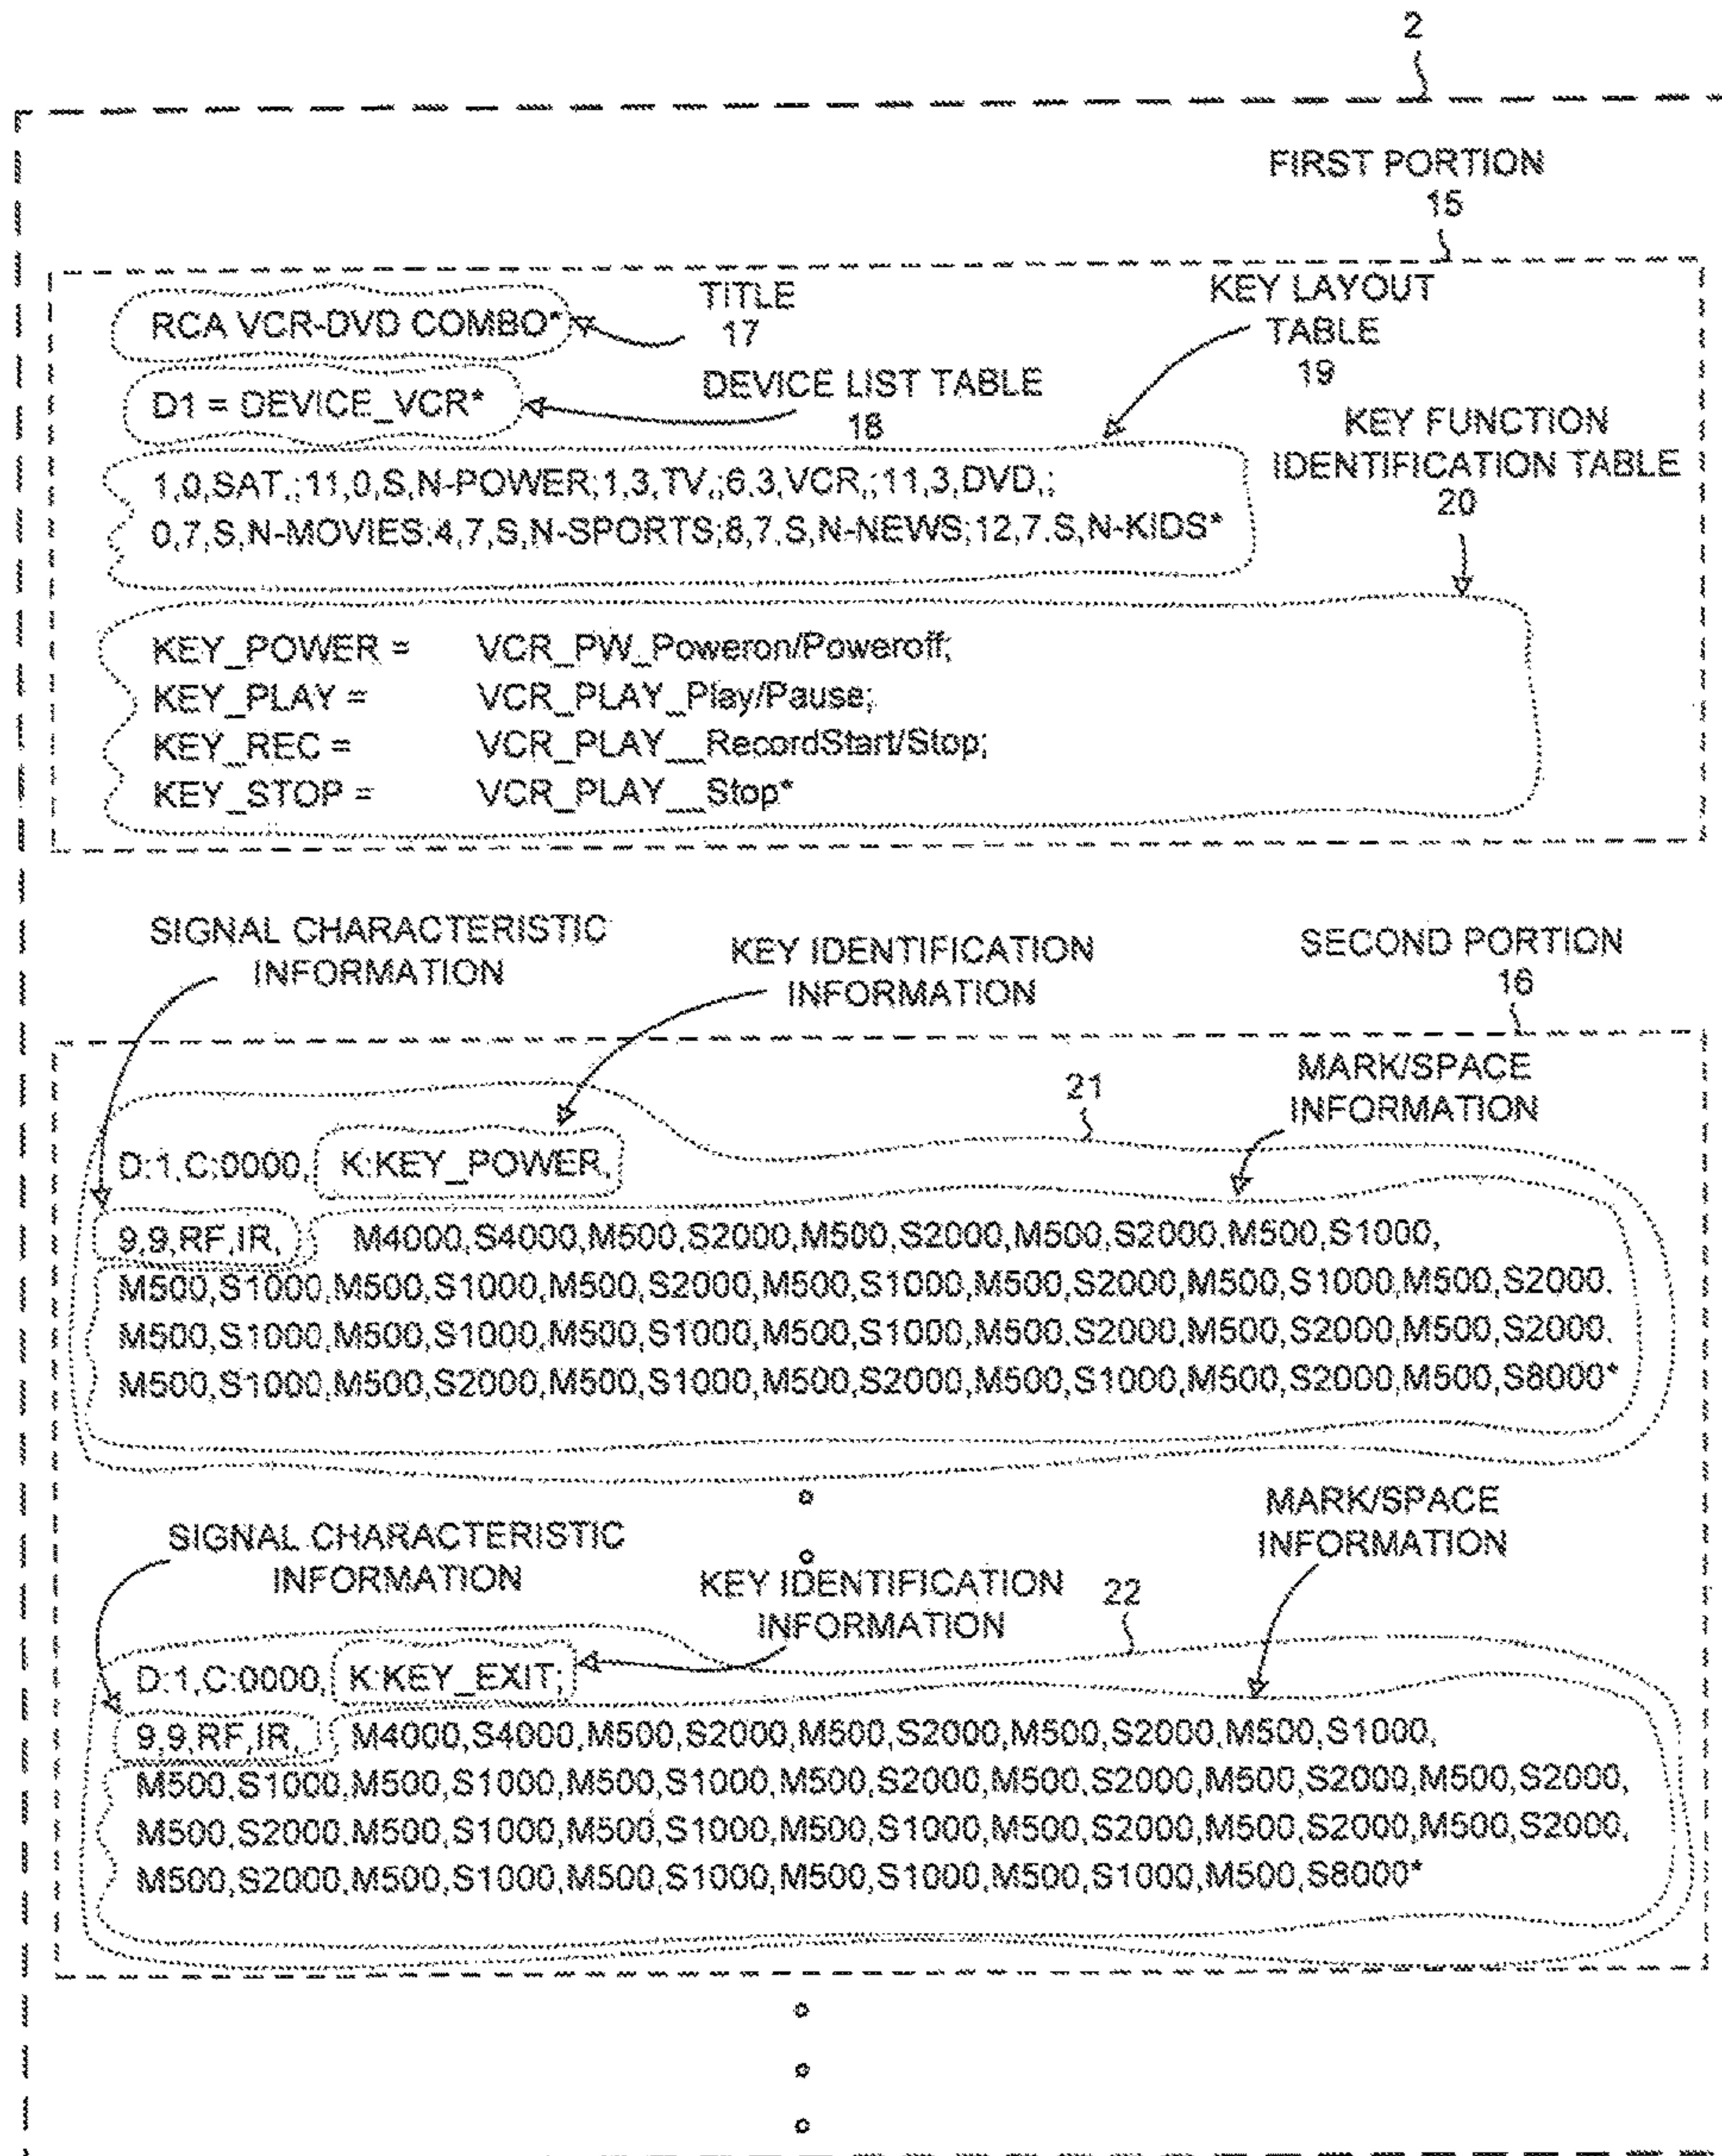 2
FIRST PORTION
15
RCA VCR-DVD COMBO*
TITLE
17
KEY LAYOUT
TABLE
19
D1 = DEVICE_VCR*
DEVICE LIST TABLE
18
KEY FUNCTION
IDENTIFICATION TABLE
20
1,0,SAT,;11,0,S,N-POWER;1,3,TV,;6,3,VCR,;11,3,DVD,;
0,7,S,N-MOVIES;4,7,S,N-SPORTS;8,7,S,N-NEWS;12,7,S,N-KIDS*
KEY_POWER = VCR_PW_Poweron/Poweroff;
KEY_PLAY = VCR_PLAY_Play/Pause;
KEY_REC = VCR_PLAY__RecordStart/Stop;
KEY_STOP = VCR_PLAY__Stop*
SIGNAL CHARACTERISTIC
INFORMATION
KEY IDENTIFICATION
INFORMATION
SECOND PORTION
16
MARK/SPACE
INFORMATION
21
D:1,C:0000, K:KEY_POWER,
9,9,RF,IR, M4000,S4000,M500,S2000,M500,S2000,M500,S2000,M500,S1000,
M500,S1000,M500,S1000,M500,S2000,M500,S1000,M500,S2000,M500,S1000,M500,S2000,
M500,S1000,M500,S1000,M500,S1000,M500,S1000,M500,S2000,M500,S2000,M500,S2000,
M500,S1000,M500,S2000,M500,S1000,M500,S2000,M500,S1000,M500,S2000,M500,S8000*
SIGNAL CHARACTERISTIC
INFORMATION
KEY IDENTIFICATION
INFORMATION
22
MARK/SPACE
INFORMATION
D:1,C:0000, K:KEY_EXIT;
9,9,RF,IR, M4000,S4000,M500,S2000,M500,S2000,M500,S2000,M500,S1000,
M500,S1000,M500,S1000,M500,S1000,M500,S2000,M500,S2000,M500,S2000,M500,S2000,
M500,S2000,M500,S1000,M500,S1000,M500,S1000,M500,S2000,M500,S2000,M500,S2000,
M500,S2000,M500,S1000,M500,S1000,M500,S1000,M500,S1000,M500,S8000*